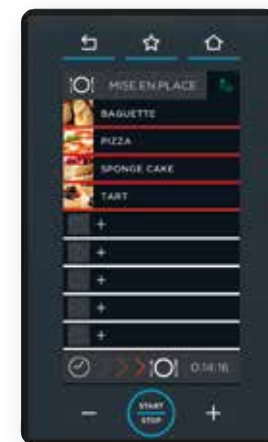 MISE EN PLACE
BAGUETTE
PIZZA
SPONGE CAKE
TART
+
+
+
+
+
0:14:16
−
START
STOP
+